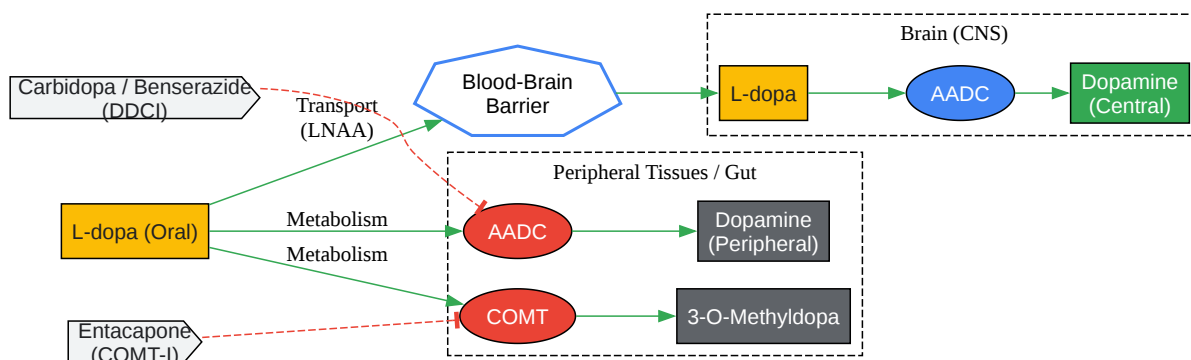 Brain (CNS)
Carbidopa / Benserazide
(DDCI)
Transport
(LNAA)
Blood-Brain
Barrier
L-dopa
AADC
Dopamine
(Central)
Peripheral Tissues / Gut
L-dopa (Oral)
Metabolism
AADC
Dopamine
(Peripheral)
Metabolism
COMT
3-O-Methyldopa
Entacapone
(COMT-I)